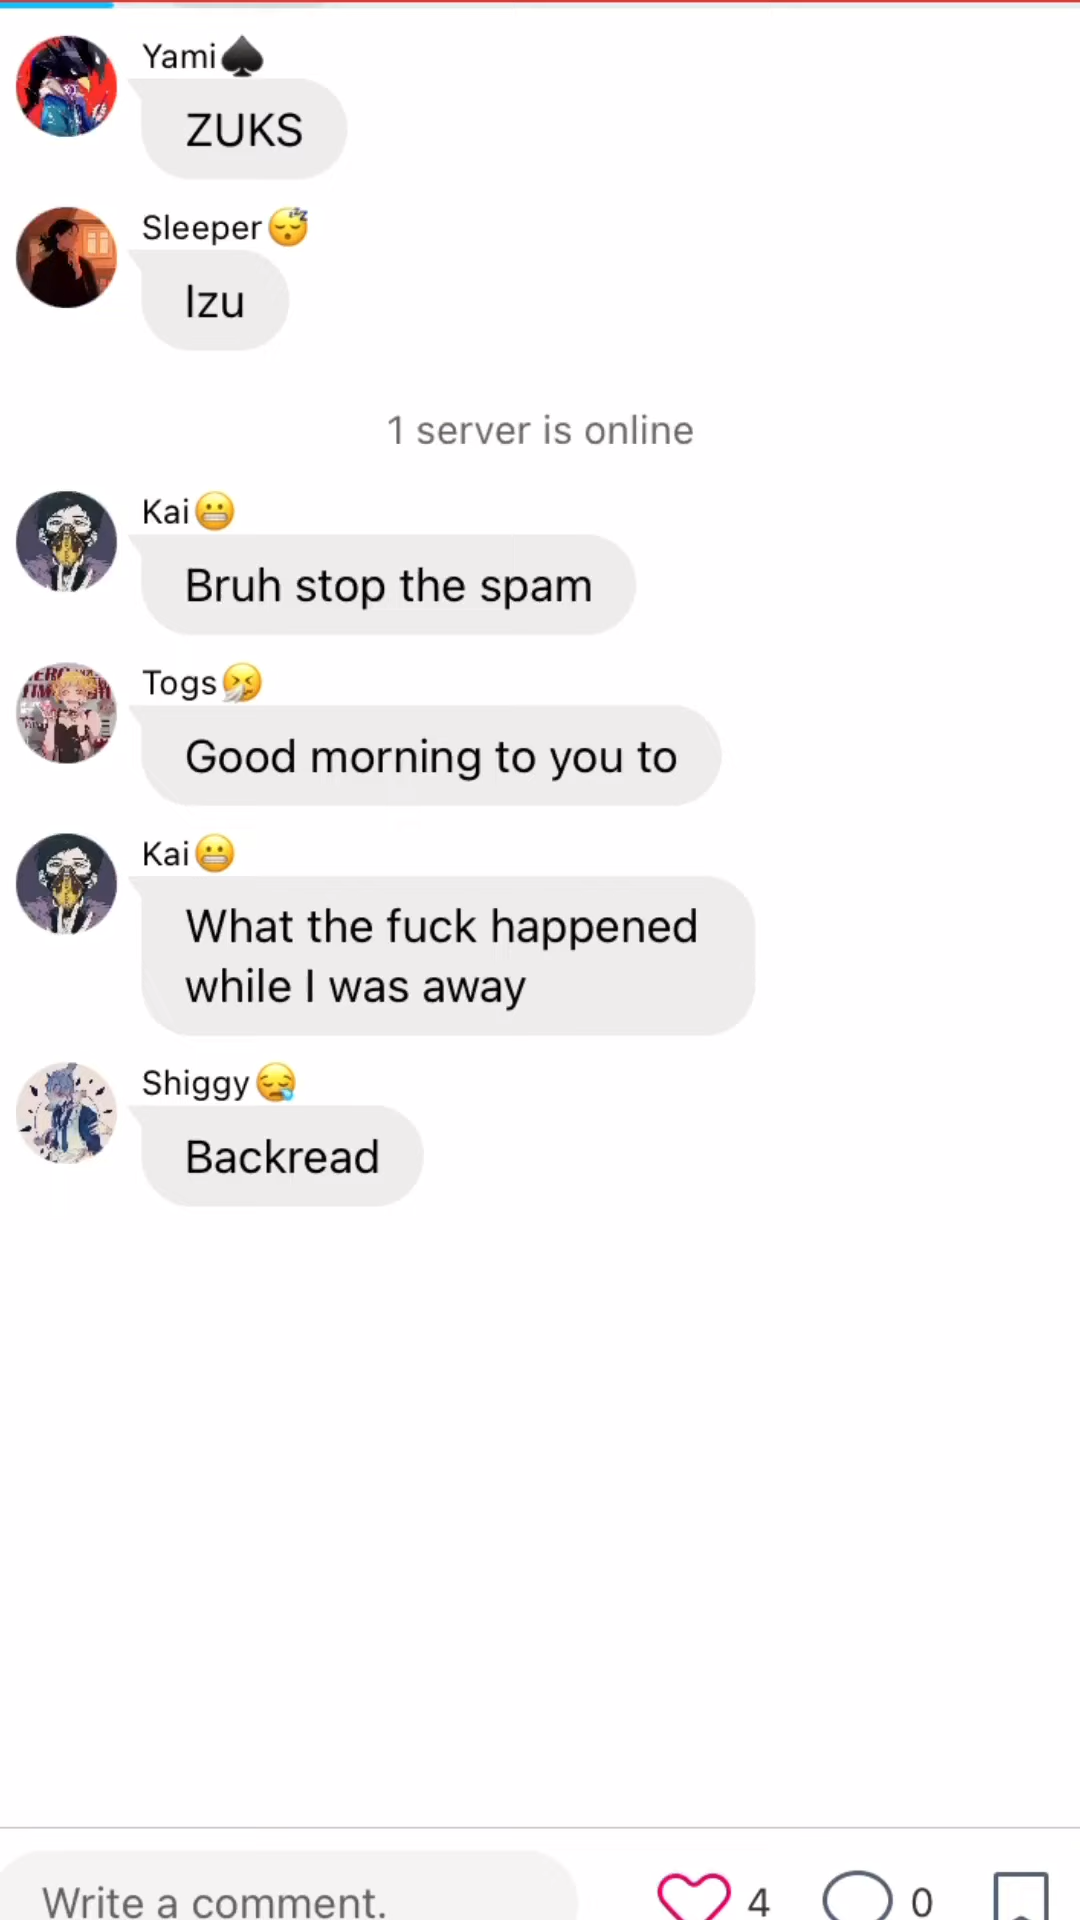 Yami♠️
ZUKS
Sleeper😴
Izu
1 server is online
Kai😬
Bruh stop the spam
Togs🤧
Good morning to you to
Kai😬
What the fuck happened
while I was away
Shiggy😪
Backread
Write a comment.
4
0